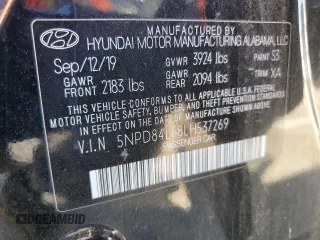 MANUFACTURED BY
HYUNDAI MOTOR MANUFACTURING ALABAMA, LLC
Sep/12/19 GVWR 3924 lbs PAINT S3
GAWR FRONT 2183 lbs GAWR REAR 2094 lbs TRIM XX
THIS VEHICLE CONFORMS TO ALL APPLICABLE U.S.A. FEDERAL
MOTOR VEHICLE SAFETY, BUMPER, AND THEFT PREVENTION
STANDARDS IN EFFECT ON THE DATE OF MANUFACTURE SHOWN ABOVE.
V.I.N. 5NPD84LF8LH537269
PASSENGER CAR
AUTOBIDMASTER